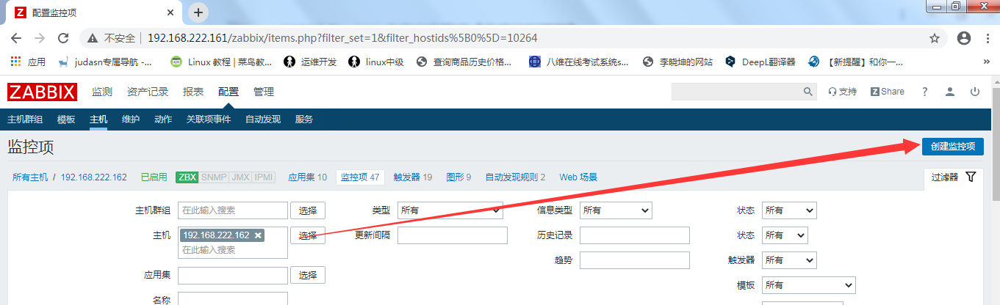 配置监控项
不安全 192.168.222.161/zabbix/items.php?filter_set=1&filter_hostids%5B0%5D=10264
应用 judasn专属导航 -... Linux 教程 | 菜鸟教... 运维开发 linux中级 查询商品历史价格... 八维在线考试系统s... 李晓坤的网站 DeepL翻译器 【新提醒】和你一... »
ZABBIX 监测 资产记录 报表 配置 管理 支持 Z Share ?
主机群组 模板 主机 维护 动作 关联项事件 自动发现 服务
监控项 创建监控项
所有主机 / 192.168.222.162 已启用 ZBX SNMP JMX IPMI 应用集 10 监控项 47 触发器 19 图形 9 自动发现规则 2 Web 场景 过滤器
主机群组 在此输入搜索 选择 类型 所有 信息类型 所有 状态 所有
主机 192.168.222.162 选择 更新间隔 历史记录 状态 所有
在此输入搜索
趋势 触发器 所有
应用集 选择 模板 所有
名称